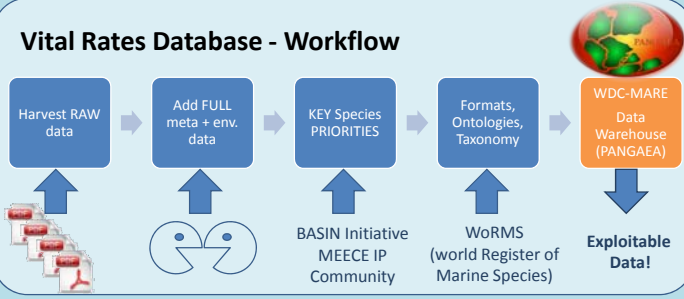 Vital Rates Database - Workflow
PANGAEA
Harvest RAW
data
Add FULL
meta + env.
data
KEY Species
PRIORITIES
Formats,
Ontologies,
Taxonomy
WDC-MARE
Data
Warehouse
(PANGAEA)
BASIN Initiative
MEECE IP
Community
WoRMS
(world Register of
Marine Species)
Exploitable
Data!